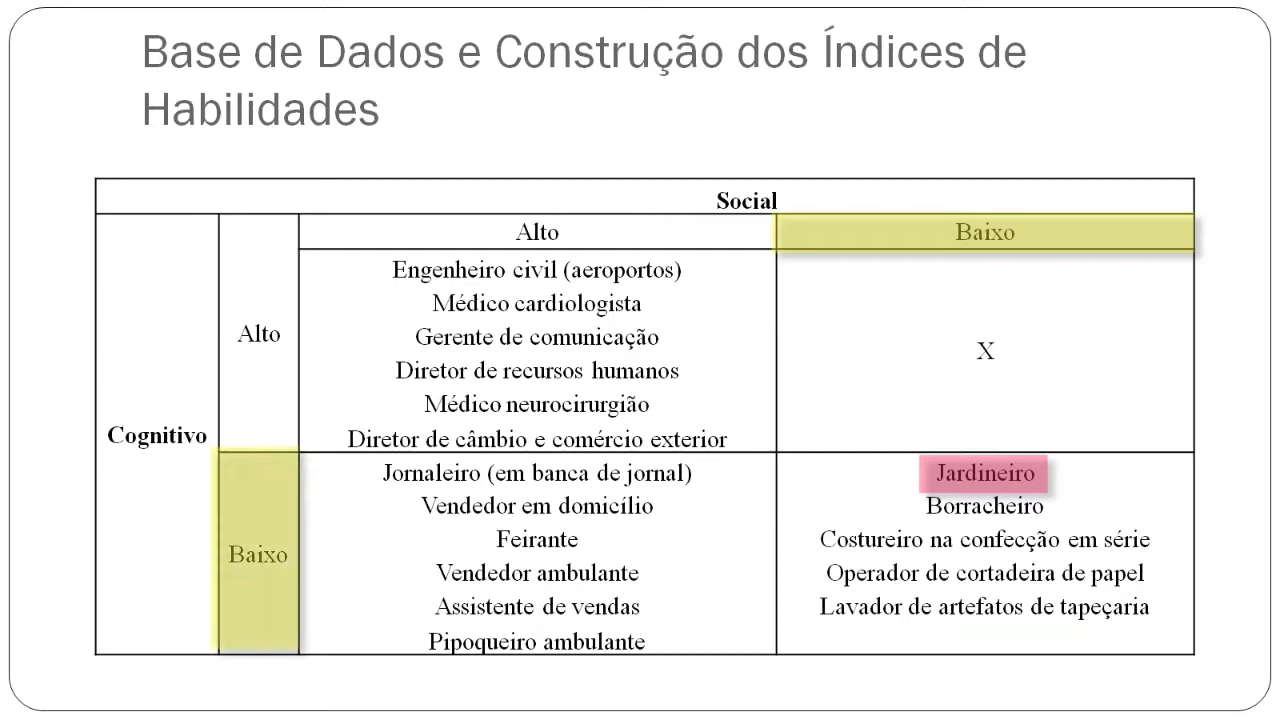 Base de Dados e Construção dos Índices de
Habilidades
Social
Alto
Baixo
Cognitivo
Alto
Engenheiro civil (aeroportos)
Médico cardiologista
Gerente de comunicação
Diretor de recursos humanos
Médico neurocirurgião
Diretor de câmbio e comércio exterior
X
Baixo
Jornaleiro (em banca de jornal)
Vendedor em domicílio
Feirante
Vendedor ambulante
Assistente de vendas
Pipoqueiro ambulante
Jardineiro
Borracheiro
Costureiro na confecção em série
Operador de cortadeira de papel
Lavador de artefatos de tapeçaria